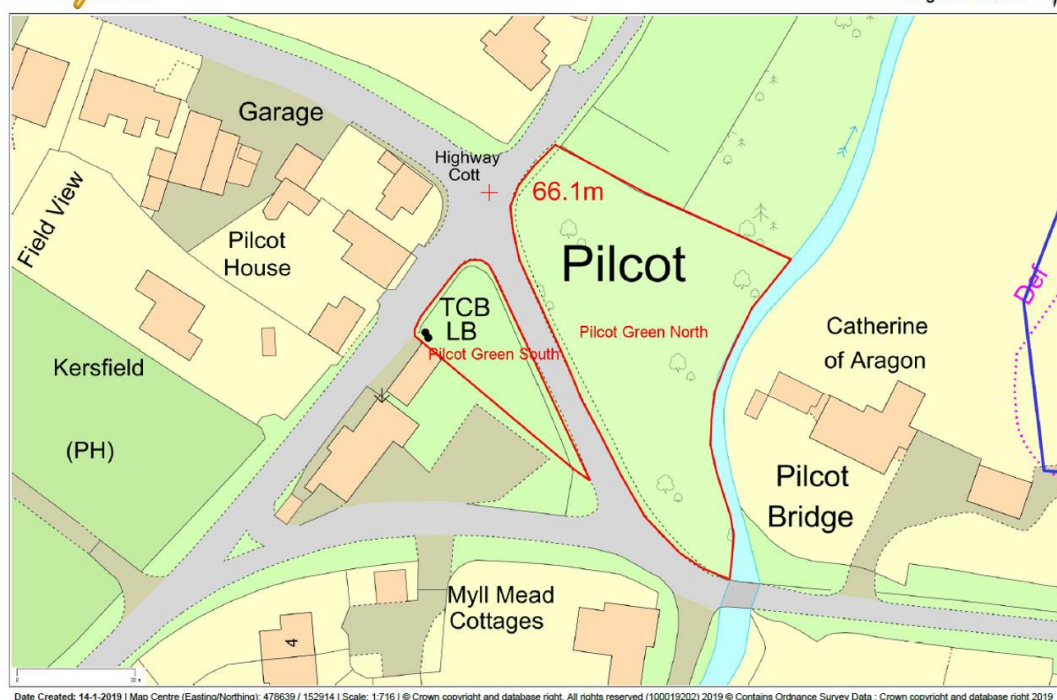 Garage
Highway
Cott
66.1m
Field View
Pilcot
House
Pilcot
TCB
LB
Pilcot Green South
Pilcot Green North
Def
Catherine
of Aragon
Kersfield
(PH)
Pilcot
Bridge
Myll Mead
Cottages
4
Date Created: 14-1-2019 | Map Centre (Easting/Northing): 478639 / 152914 | Scale: 1:716 | © Crown copyright and database right. All rights reserved (100019202) 2019 © Contains Ordnance Survey Data : Crown copyright and database right 2019